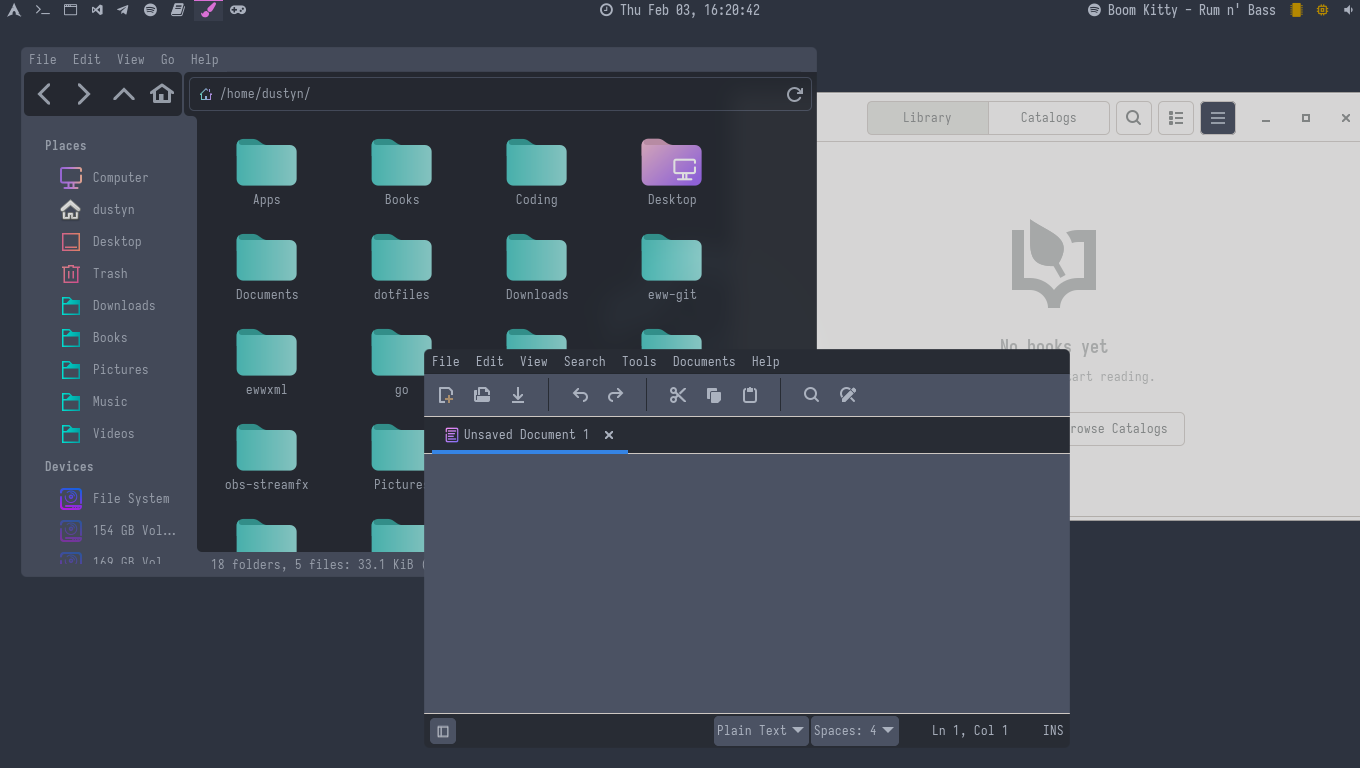 Thu Feb 03, 16:20:42
Boom Kitty - Rum n' Bass
File Edit View Go Help
/home/dustyn/
Places
Computer
dustyn
Desktop
Trash
Downloads
Books
Pictures
Music
Videos
Devices
File System
154 GB Vol...
169 GB Vol
Apps Books Coding Desktop
Documents dotfiles Downloads eww-git
ewwxml go
obs-streamfx
18 folders, 5 files: 33.1 KiB
Library Catalogs
No books yet
reading.
Catalogs
File Edit View Search Tools Documents Help
Unsaved Document 1
Plain Text Spaces: 4 Ln 1, Col 1 INS